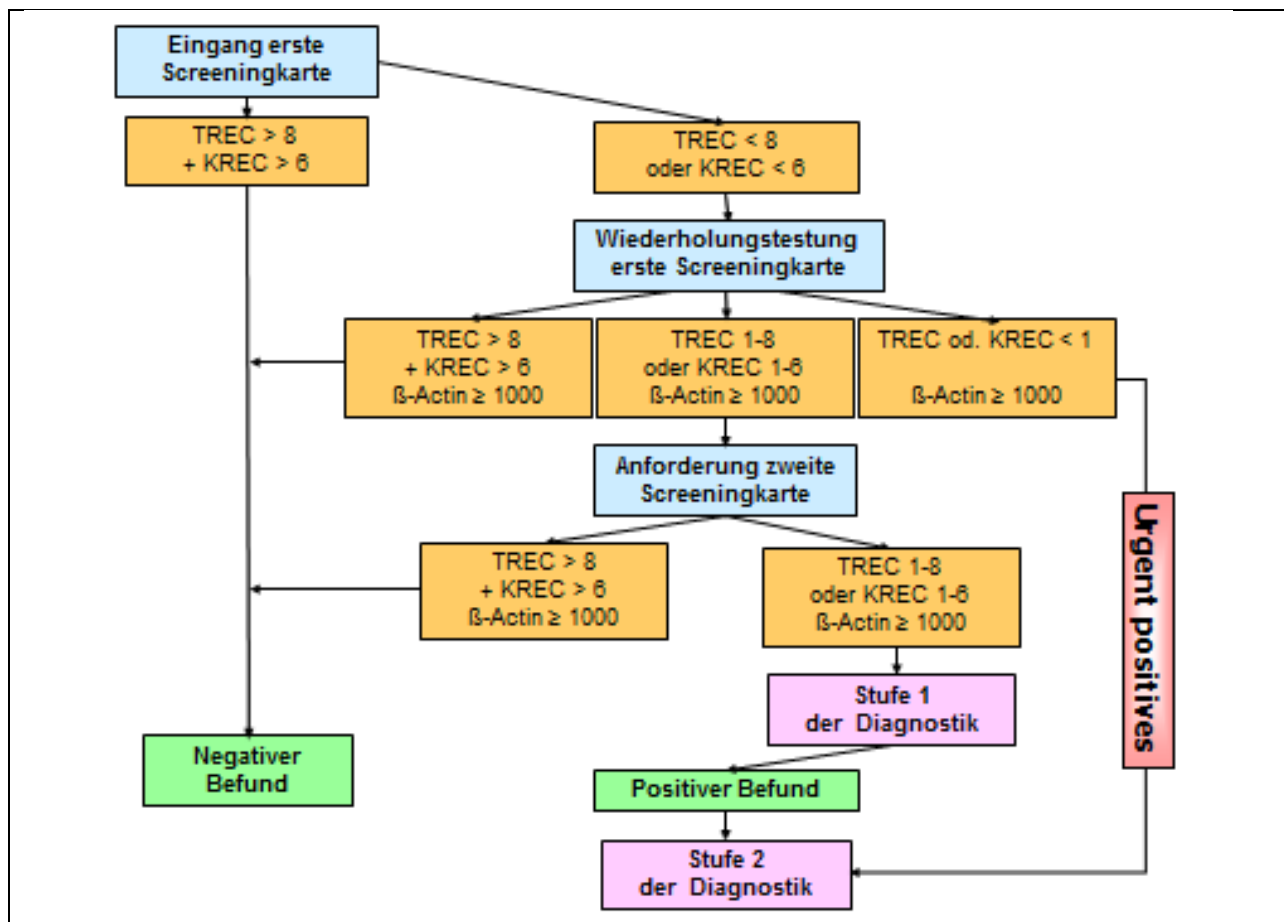 Eingang erste
Screeningkarte
TREC > 8
+ KREC > 6
TREC < 8
oder KREC < 6
Wiederholungstestung
erste Screeningkarte
TREC > 8
+ KREC > 6
ß-Actin ≥ 1000
TREC 1-8
oder KREC 1-6
ß-Actin ≥ 1000
TREC od. KREC < 1
ß-Actin ≥ 1000
Anforderung zweite
Screeningkarte
TREC > 8
+ KREC > 6
ß-Actin ≥ 1000
TREC 1-8
oder KREC 1-6
ß-Actin ≥ 1000
Urgent positives
Stufe 1
der Diagnostik
Negativer
Befund
Positiver Befund
Stufe 2
der Diagnostik